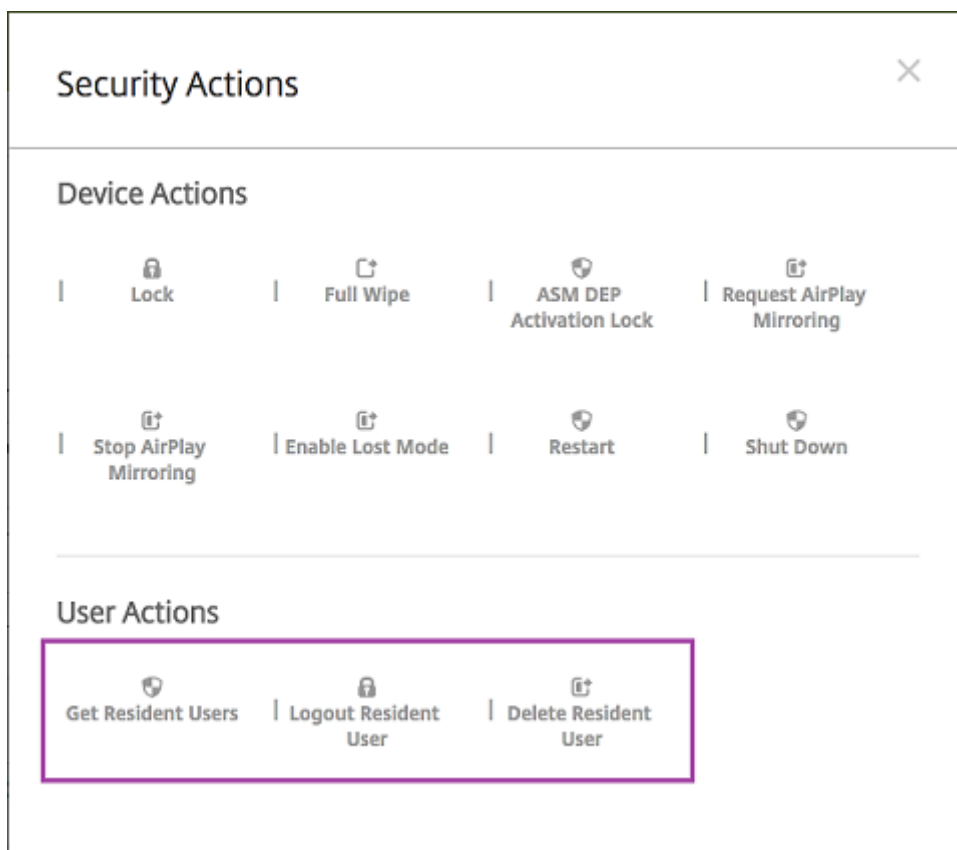 Security Actions
Device Actions
Lock
Full Wipe
ASM DEP
Activation Lock
Request AirPlay
Mirroring
Stop AirPlay
Mirroring
Enable Lost Mode
Restart
Shut Down
User Actions
Get Resident Users
Logout Resident
User
Delete Resident
User